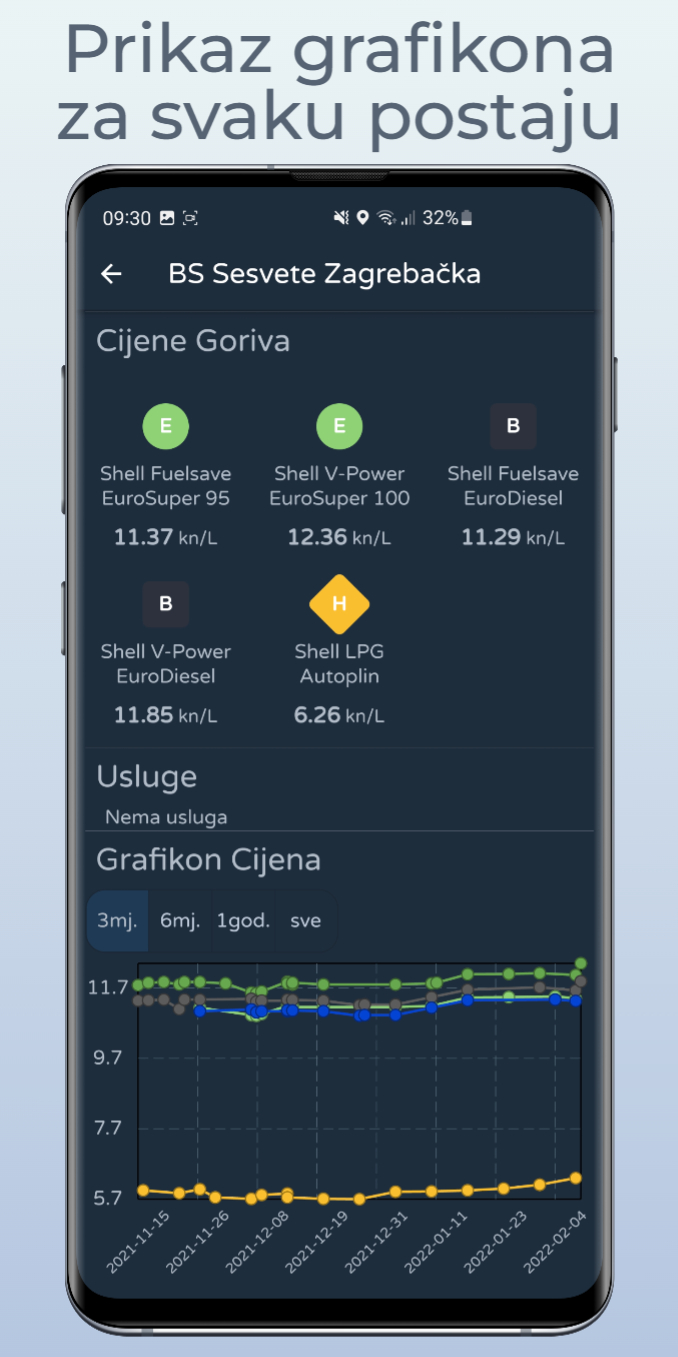 Prikaz grafikona
za svaku postaju
09:30 32%
BS Sesvete Zagrebačka
Cijene Goriva
E E B
Shell Fuelsave Shell V-Power Shell Fuelsave
EuroSuper 95 EuroSuper 100 EuroDiesel
11.37 kn/L 12.36 kn/L 11.29 kn/L
B H
Shell V-Power Shell LPG
EuroDiesel Autoplin
11.85 kn/L 6.26 kn/L
Usluge
Nema usluga
Grafikon Cijena
3mj. 6mj. 1god. sve
11.7
9.7
7.7
5.7
2021-11-15 2021-11-26 2021-12-08 2021-12-19 2021-12-31 2022-01-11 2022-01-23 2022-02-04